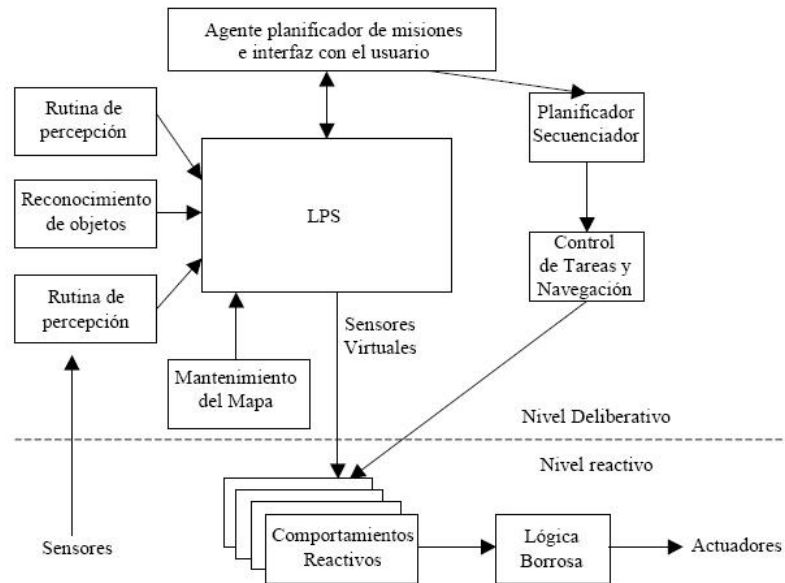 Agente planificador de misiones
e interfaz con el usuario
Rutina de
percepción
Planificador
Secuenciador
Reconocimiento
de objetos
LPS
Control
de Tareas y
Navegación
Rutina de
percepción
Sensores
Virtuales
Mantenimiento
del Mapa
Nivel Deliberativo
Nivel reactivo
Sensores
Comportamientos
Reactivos
Lógica
Borrosa
Actuadores